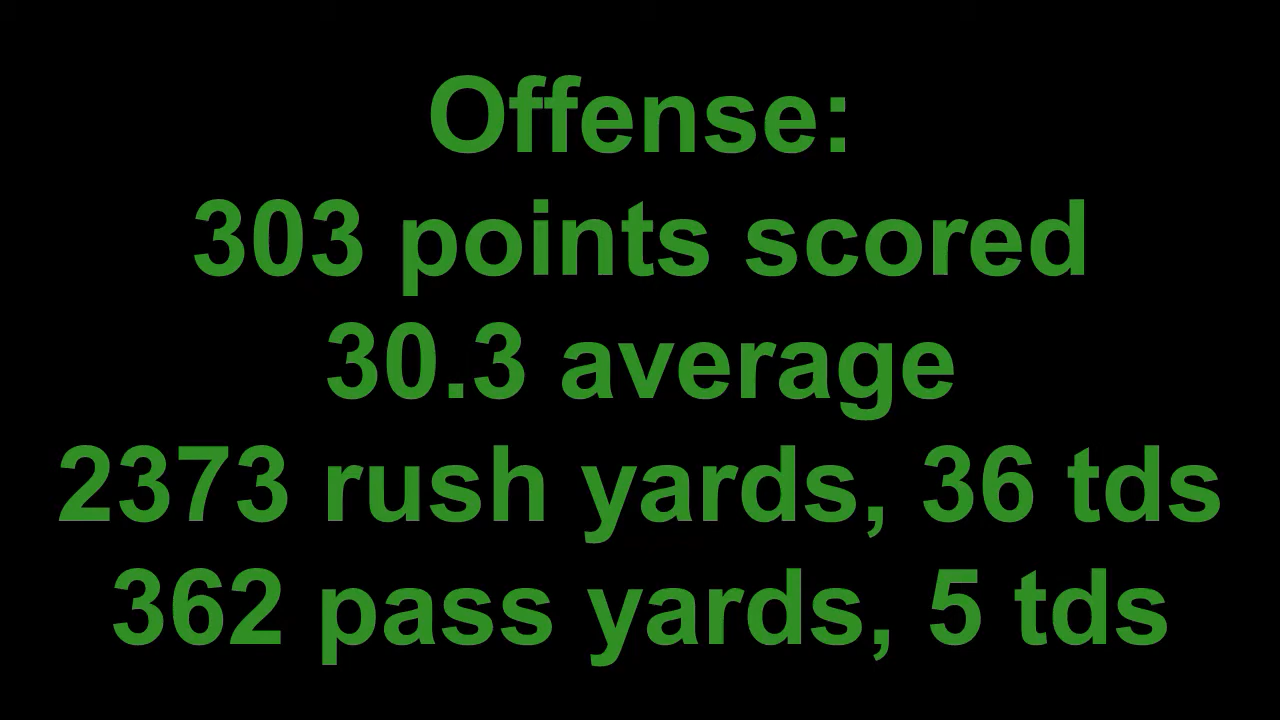 Offense:
303 points scored
30.3 average
2373 rush yards, 36 tds
362 pass yards, 5 tds